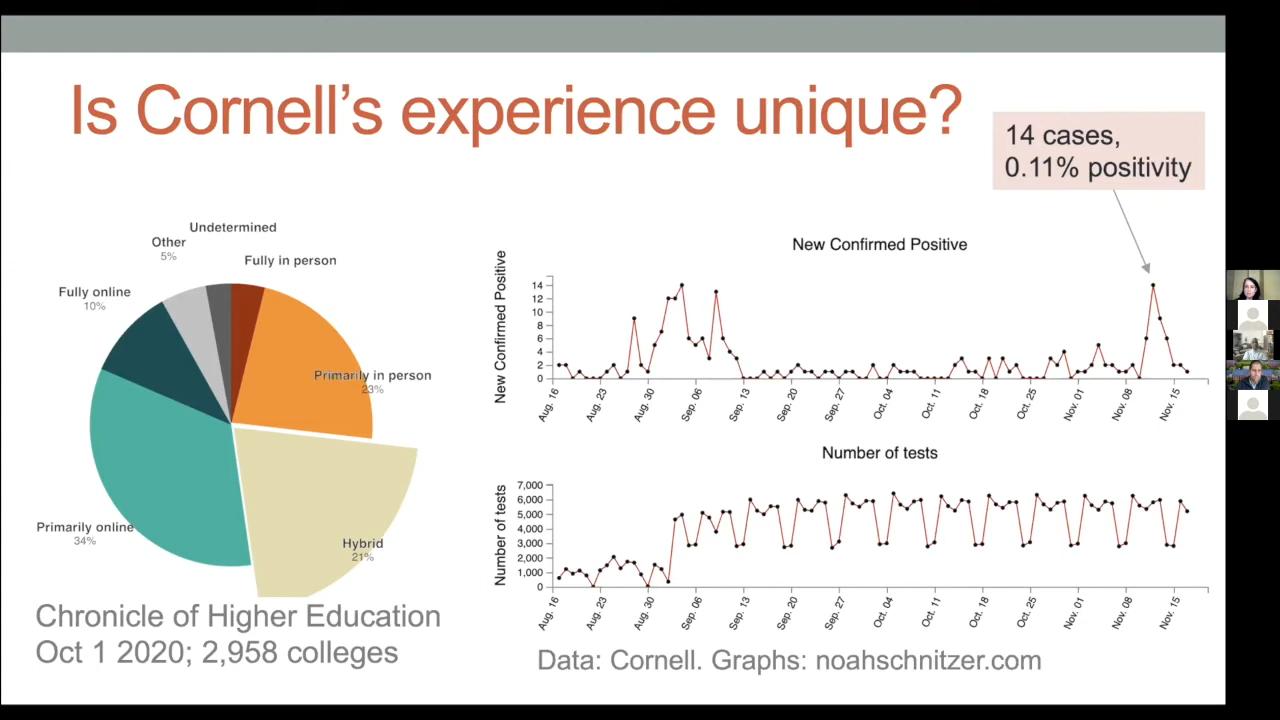 Is Cornell's experience unique?
14 cases,
0.11% positivity
Undetermined
Other
5%
Fully in person
Fully online
10%
Primarily in person
23%
Primarily online
34%
Hybrid
21%
Chronicle of Higher Education
Oct 1 2020; 2,958 colleges
New Confirmed Positive
New Confirmed Positive
14
12
10
8
6
4
2
0
Aug. 16
Aug. 23
Aug. 30
Sep. 06
Sep. 13
Sep. 20
Sep. 27
Oct. 04
Oct. 11
Oct. 18
Oct. 25
Nov. 01
Nov. 08
Nov. 15
Number of tests
Number of tests
7,000
6,000
5,000
4,000
3,000
2,000
1,000
0
Aug. 16
Aug. 23
Aug. 30
Sep. 06
Sep. 13
Sep. 20
Sep. 27
Oct. 04
Oct. 11
Oct. 18
Oct. 25
Nov. 01
Nov. 08
Nov. 15
Data: Cornell. Graphs: noahschnitzer.com